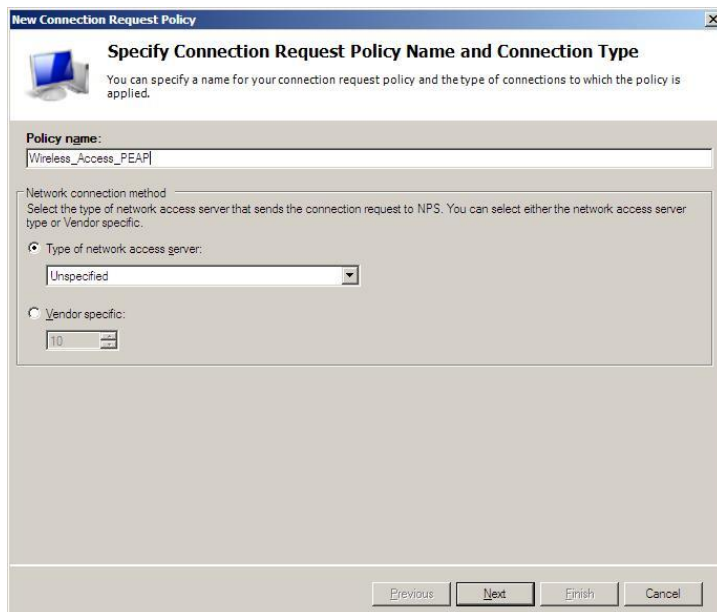 New Connection Request Policy
Specify Connection Request Policy Name and Connection Type
You can specify a name for your connection request policy and the type of connections to which the policy is
applied.
Policy name:
Wireless_Access_PEAP
Network connection method
Select the type of network access server that sends the connection request to NPS. You can select either the network access server
type or Vendor specific.
Type of network access server:
Unspecified
Vendor specific:
10
Previous Next Finish Cancel